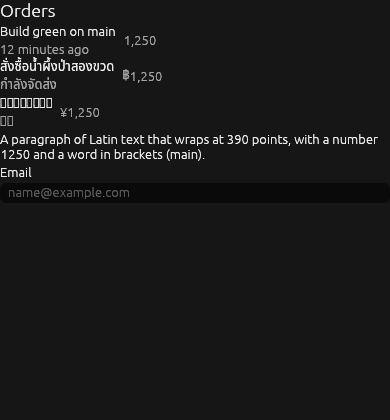 Orders
Build green on main
1,250
12 minutes ago
สั่งซื้อน้ำผึ้งป่าสองขวด
฿1,250
กำลังจัดส่ง
¥1,250
A paragraph of Latin text that wraps at 390 points, with a number
1250 and a word in brackets (main).
Email
name@example.com